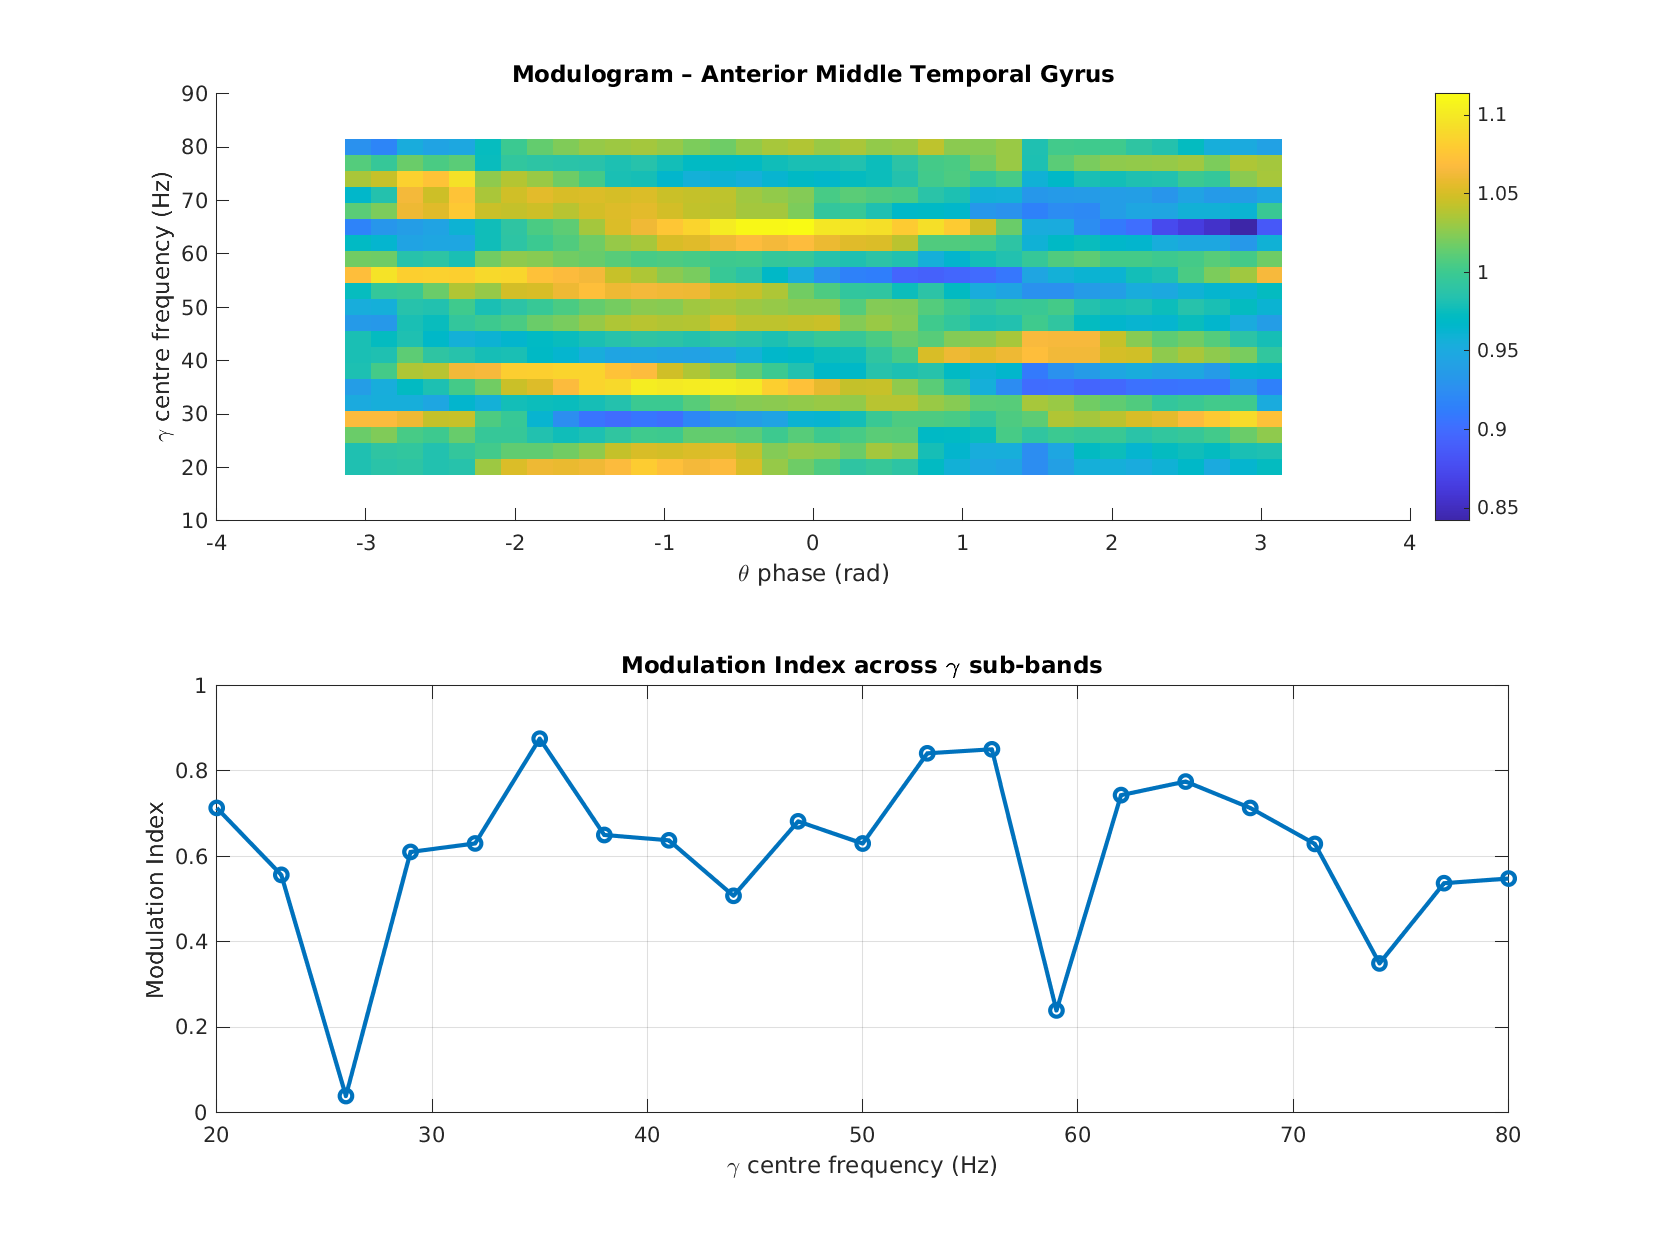 Modulogram – Anterior Middle Temporal Gyrus
90
80
70
60
50
40
30
20
10
γ centre frequency (Hz)
-4 -3 -2 -1 0 1 2 3 4
θ phase (rad)
1.1
1.05
1
0.95
0.9
0.85
Modulation Index across γ sub-bands
1
0.8
0.6
0.4
0.2
0
Modulation Index
20 30 40 50 60 70 80
γ centre frequency (Hz)